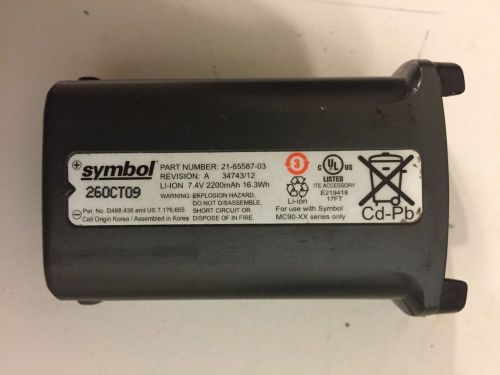 symbol
26OCT09
Pat. No. D488,436 and US 7,176,655
Cell Origin Korea / Assembled in Korea
PART NUMBER: 21-65587-03
REVISION: A 34743/12
LI-ION 7.4V 2200mAh 16.3Wh
WARNING: EXPLOSION HAZARD.
DO NOT DISASSEMBLE,
SHORT CIRCUIT OR
DISPOSE OF IN FIRE.
3
Li-ion
C UL US
LISTED
ITE ACCESSORY
E219418
17FT
For use with Symbol
MC90-XX series only
Cd-Pb